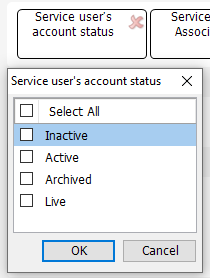 Service user's
account status
Service
Associ
Service user's account status
Select All
Inactive
Active
Archived
Live
OK
Cancel